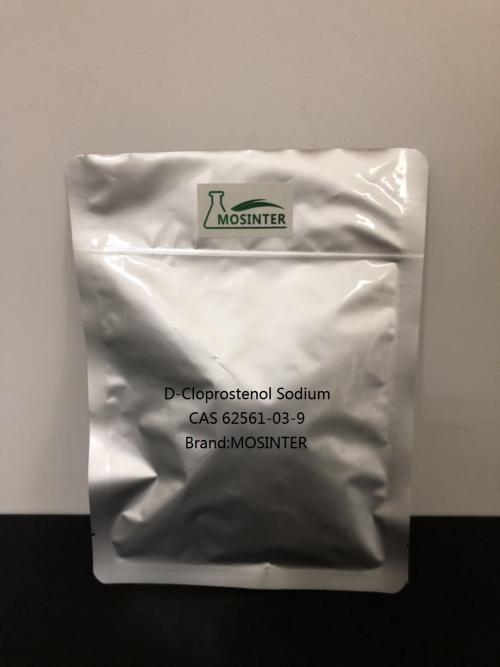 MOSINTER
D-Cloprostenol Sodium
CAS 62561-03-9
Brand:MOSINTER